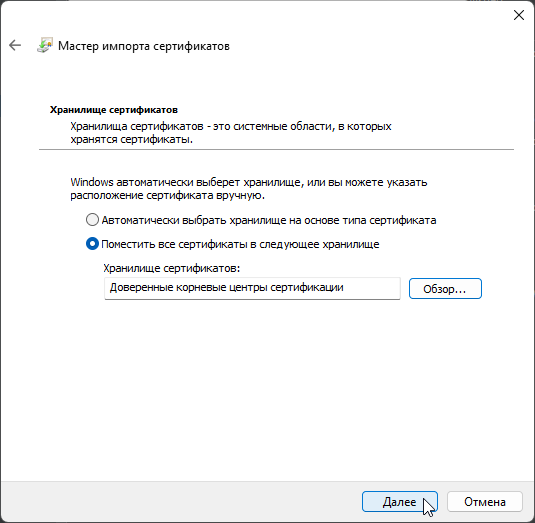 Мастер импорта сертификатов
Хранилище сертификатов
Хранилища сертификатов - это системные области, в которых
хранятся сертификаты.
Windows автоматически выберет хранилище, или вы можете указать
расположение сертификата вручную.
Автоматически выбрать хранилище на основе типа сертификата
Поместить все сертификаты в следующее хранилище
Хранилище сертификатов:
Доверенные корневые центры сертификации
Обзор...
Далее
Отмена